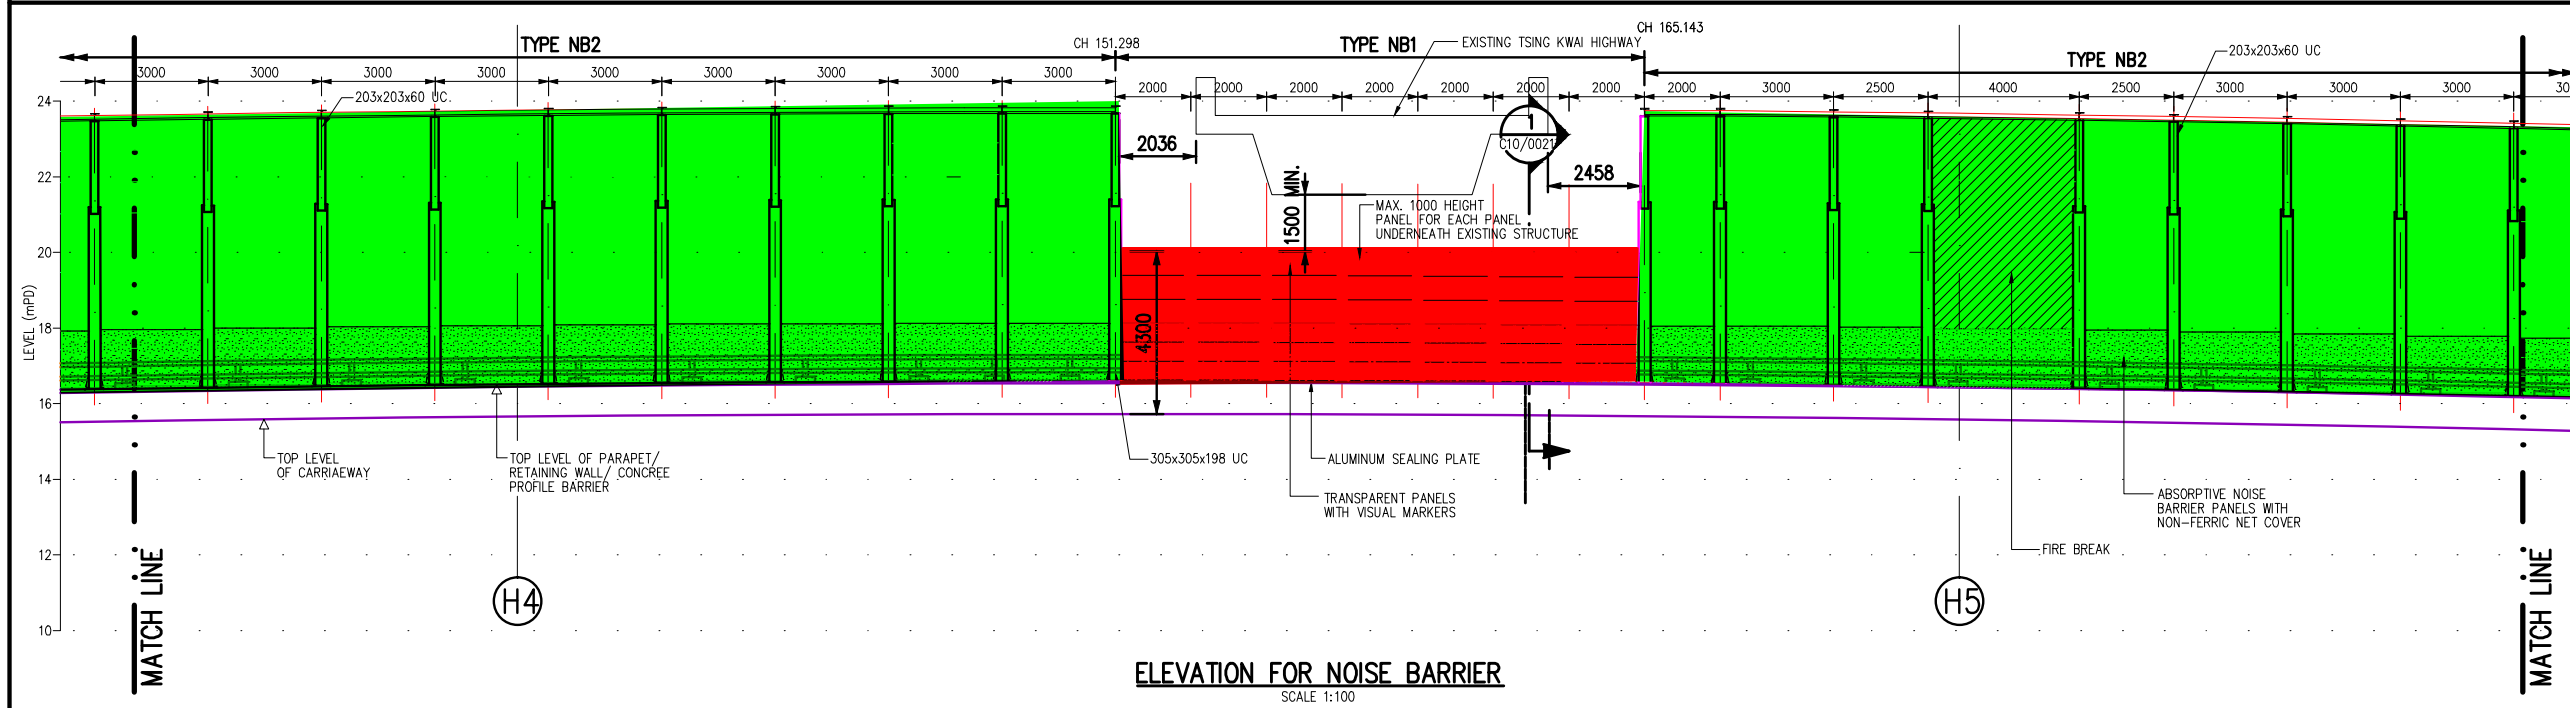 TYPE NB2
CH 151.298
TYPE NB1
EXISTING TSING KWAI HIGHWAY
CH 165.143
TYPE NB2
203x203x60 UC
3000 3000 3000 3000 3000 3000 3000 3000 3000
2000 2000 2000 2000 2000 2000 2000
2000 3000 2500 4000 2500 3000 3000 3000 30
203x203x60 UC
24
22
20
18
16
14
12
10
LEVEL (mPD)
2036
1
C10/0021
2458
1500 MIN.
MAX. 1000 HEIGHT
PANEL FOR EACH PANEL
UNDERNEATH EXISTING STRUCTURE
4300
TOP LEVEL
OF CARRIAEWAY
TOP LEVEL OF PARAPET/
RETAINING WALL/ CONCREE
PROFILE BARRIER
305x305x198 UC
ALUMINUM SEALING PLATE
TRANSPARENT PANELS
WITH VISUAL MARKERS
ABSORPTIVE NOISE
BARRIER PANELS WITH
NON-FERRIC NET COVER
FIRE BREAK
MATCH LINE
H4
H5
MATCH LINE
ELEVATION FOR NOISE BARRIER
SCALE 1:100